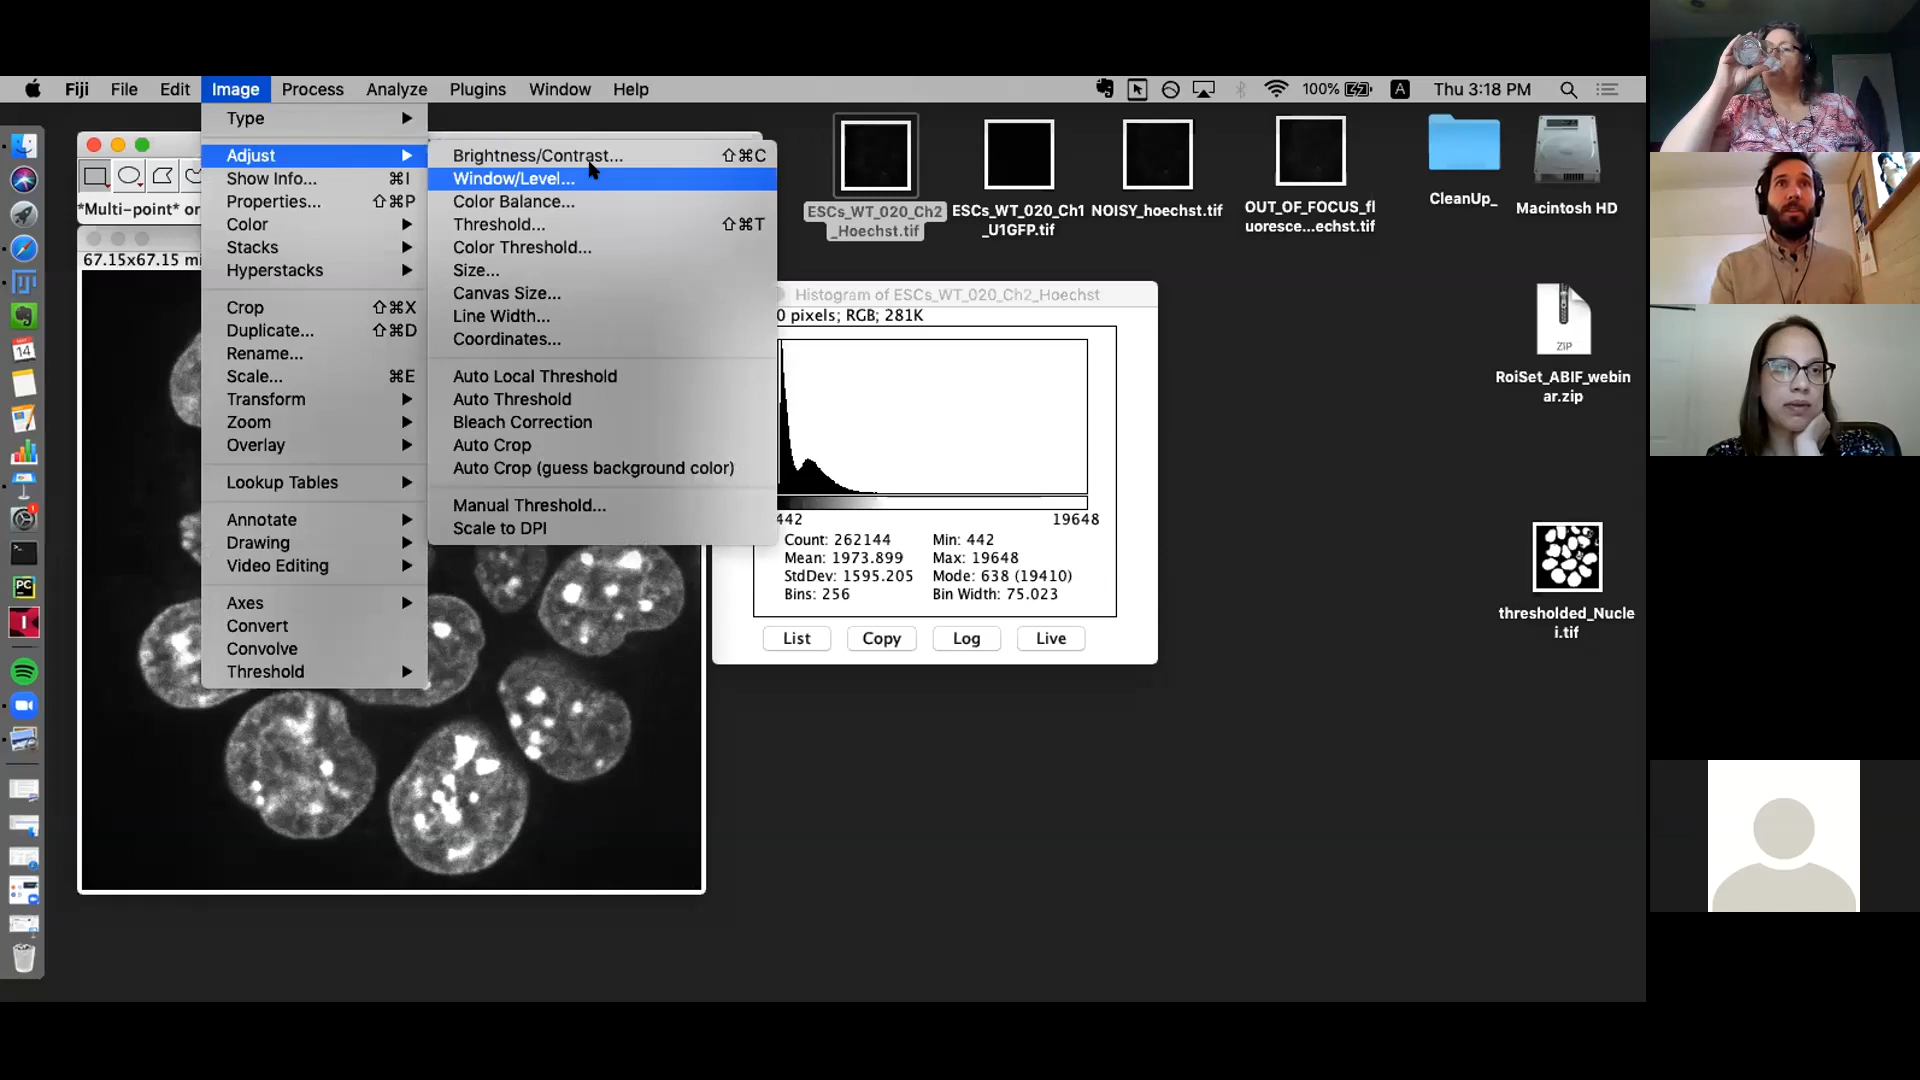 Fiji File Edit Image Process Analyze Plugins Window Help
100% A Thu 3:18 PM
Type
Adjust
Show Info... ⌘I
Properties... ⇧⌘P
Color
Stacks
Hyperstacks
Crop ⇧⌘X
Duplicate... ⇧⌘D
Rename...
Scale... ⌘E
Transform
Zoom
Overlay
Lookup Tables
Annotate
Drawing
Video Editing
Axes
Convert
Convolve
Threshold
Brightness/Contrast... ⇧⌘C
Window/Level...
Color Balance...
Threshold... ⇧⌘T
Color Threshold...
Size...
Canvas Size...
Line Width...
Coordinates...
Auto Local Threshold
Auto Threshold
Bleach Correction
Auto Crop
Auto Crop (guess background color)
Manual Threshold...
Scale to DPI
*Multi-point* or
67.15x67.15 mi
Histogram of ESCs_WT_020_Ch2_Hoechst
0 pixels; RGB; 281K
442 19648
Count: 262144 Min: 442
Mean: 1973.899 Max: 19648
StdDev: 1595.205 Mode: 638 (19410)
Bins: 256 Bin Width: 75.023
List Copy Log Live
ESCs_WT_020_Ch2
_Hoechst.tif
ESCs_WT_020_Ch1
_U1GFP.tif
NOISY_hoechst.tif
OUT_OF_FOCUS_fl
uoresce...echst.tif
CleanUp_
Macintosh HD
ZIP
RoiSet_ABIF_webin
ar.zip
thresholded_Nucle
i.tif
14
1
PC
I